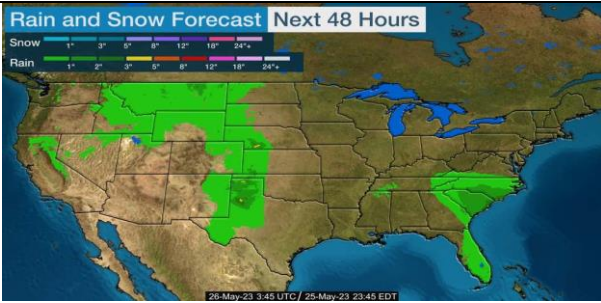 Rain and Snow Forecast Next 48 Hours
Snow 1" 3" 5" 8" 12" 18" 24"+
Rain 1" 2" 3" 5" 8" 12" 18" 24"+
26-May-23 3:45 UTC / 25-May-23 23:45 EDT